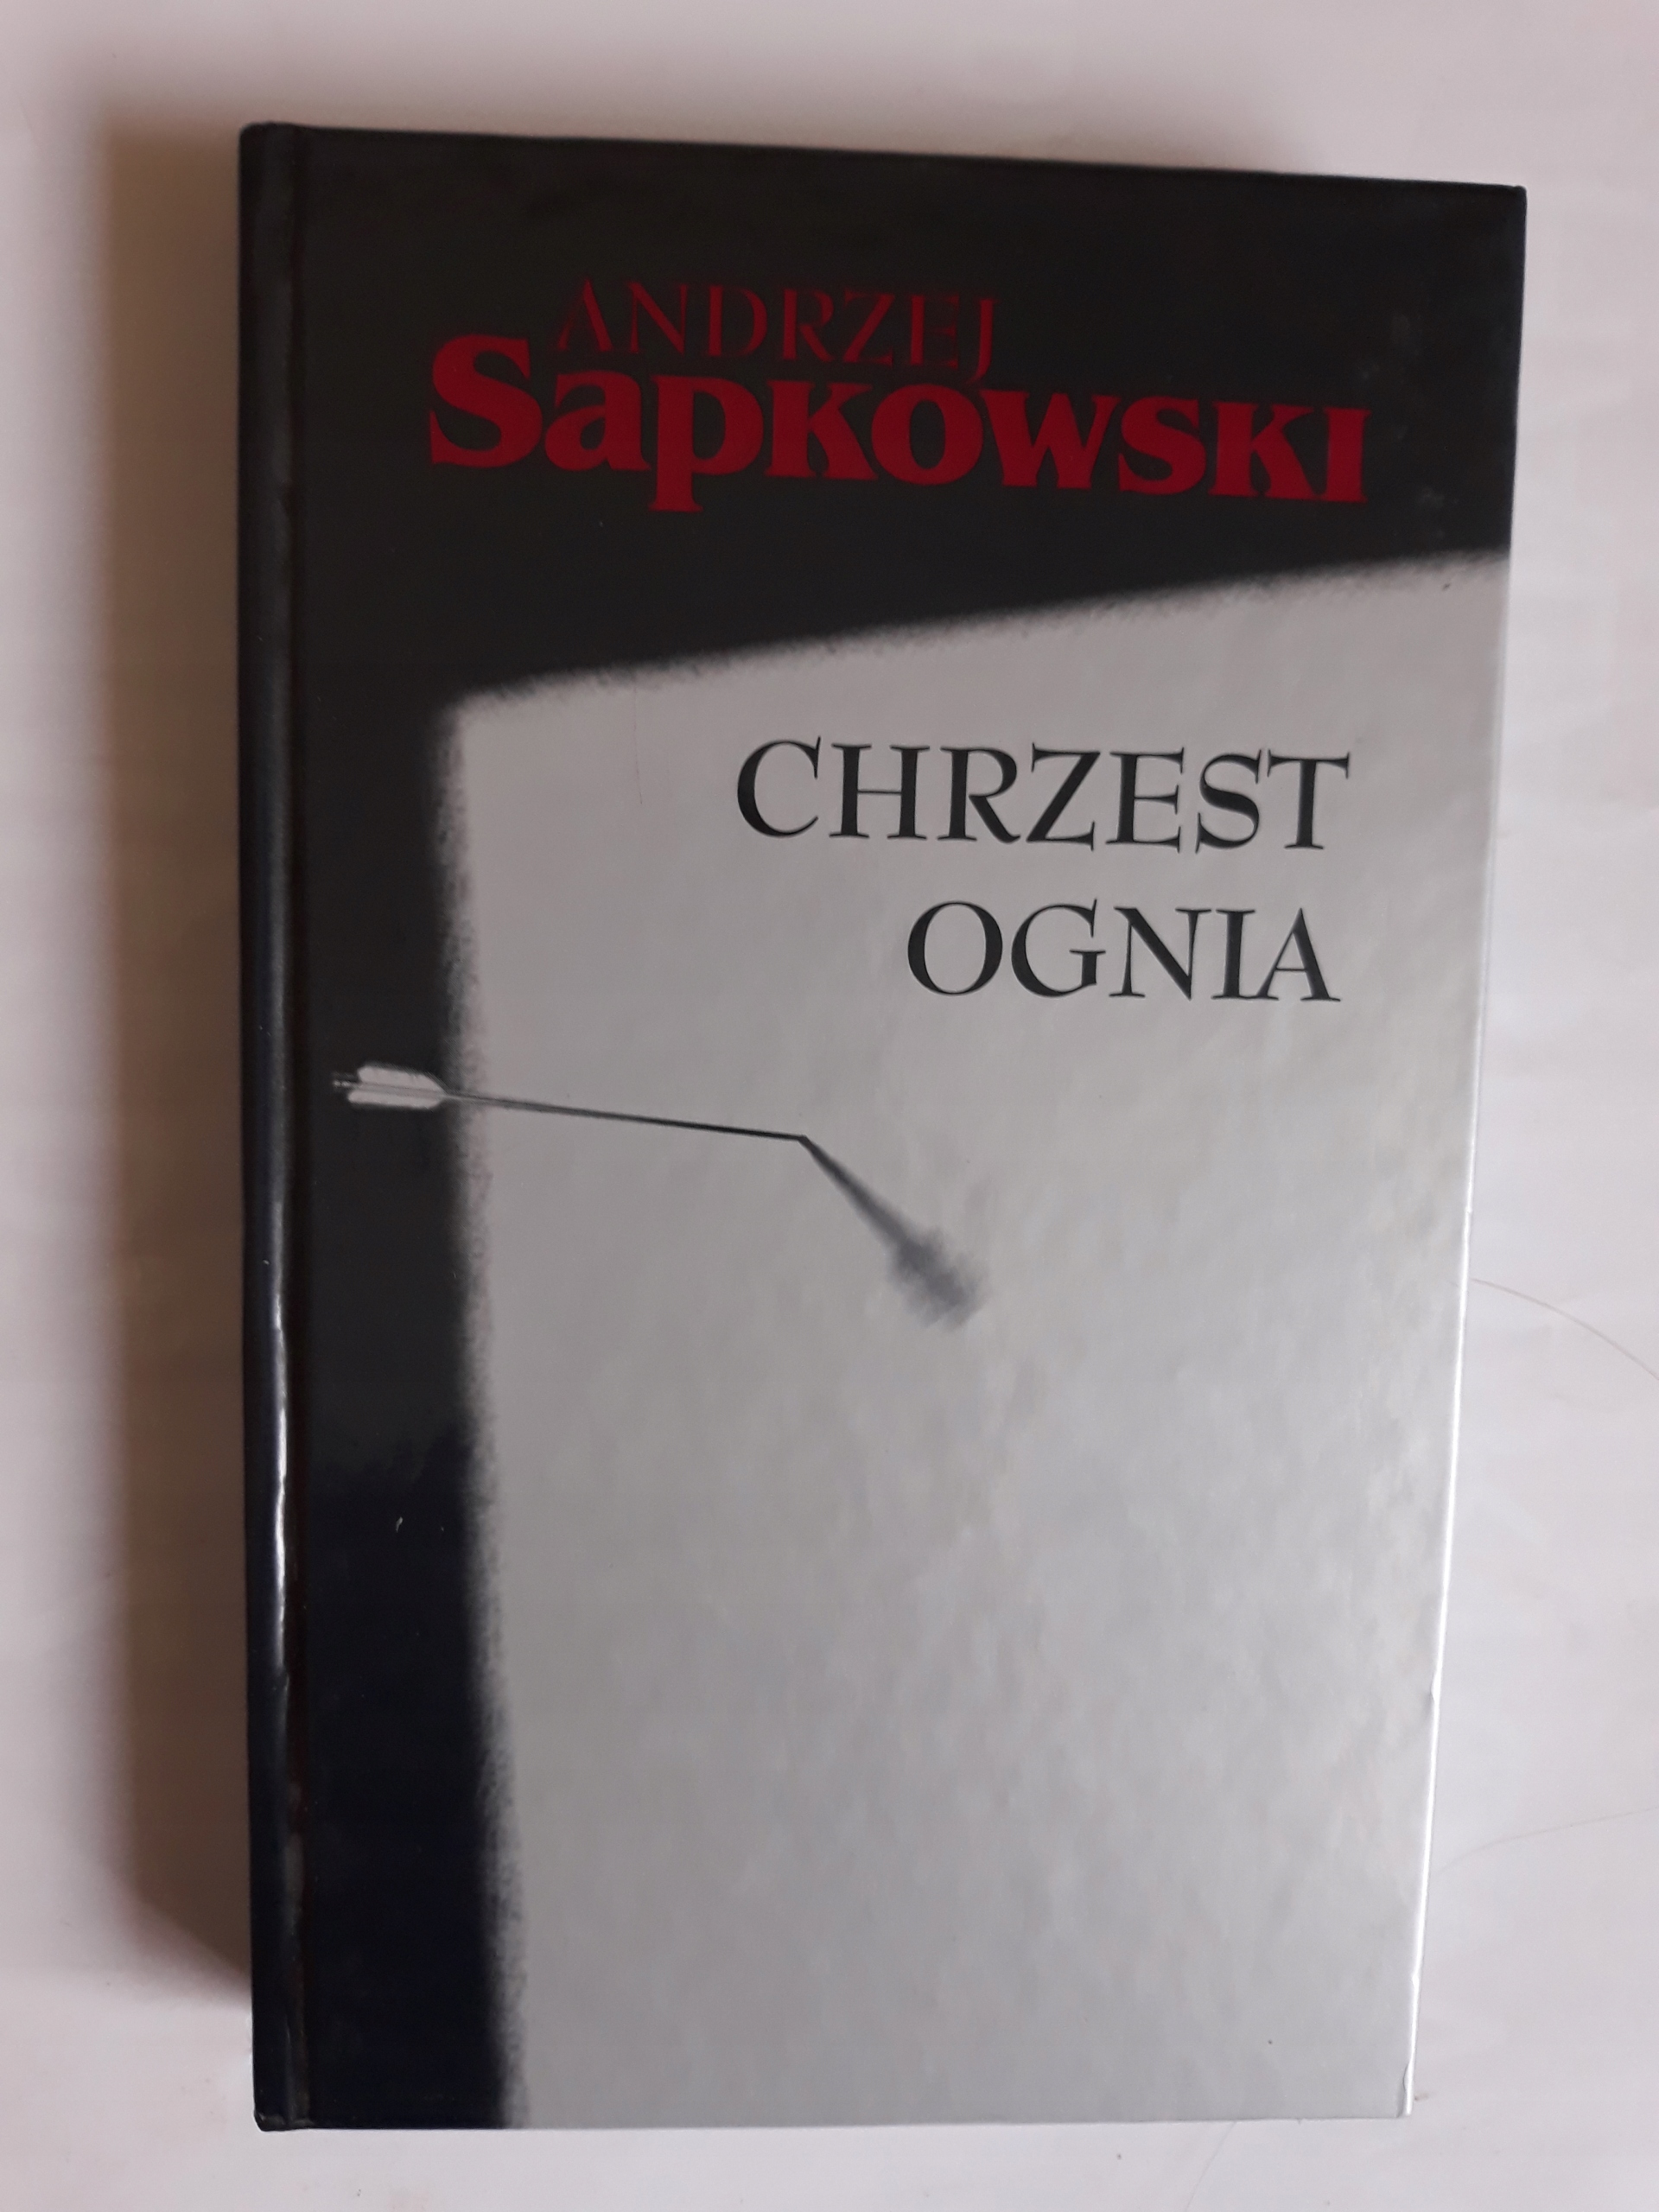 ANDRZEJ
Sapkowski
CHRZEST
OGNIA